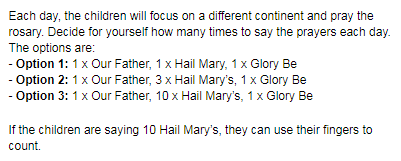 Each day, the children will focus on a different continent and pray the
rosary. Decide for yourself how many times to say the prayers each day.
The options are:
- Option 1: 1 x Our Father, 1 x Hail Mary, 1 x Glory Be
- Option 2: 1 x Our Father, 3 x Hail Mary's, 1 x Glory Be
- Option 3: 1 x Our Father, 10 x Hail Mary's, 1 x Glory Be
If the children are saying 10 Hail Mary's, they can use their fingers to
count.